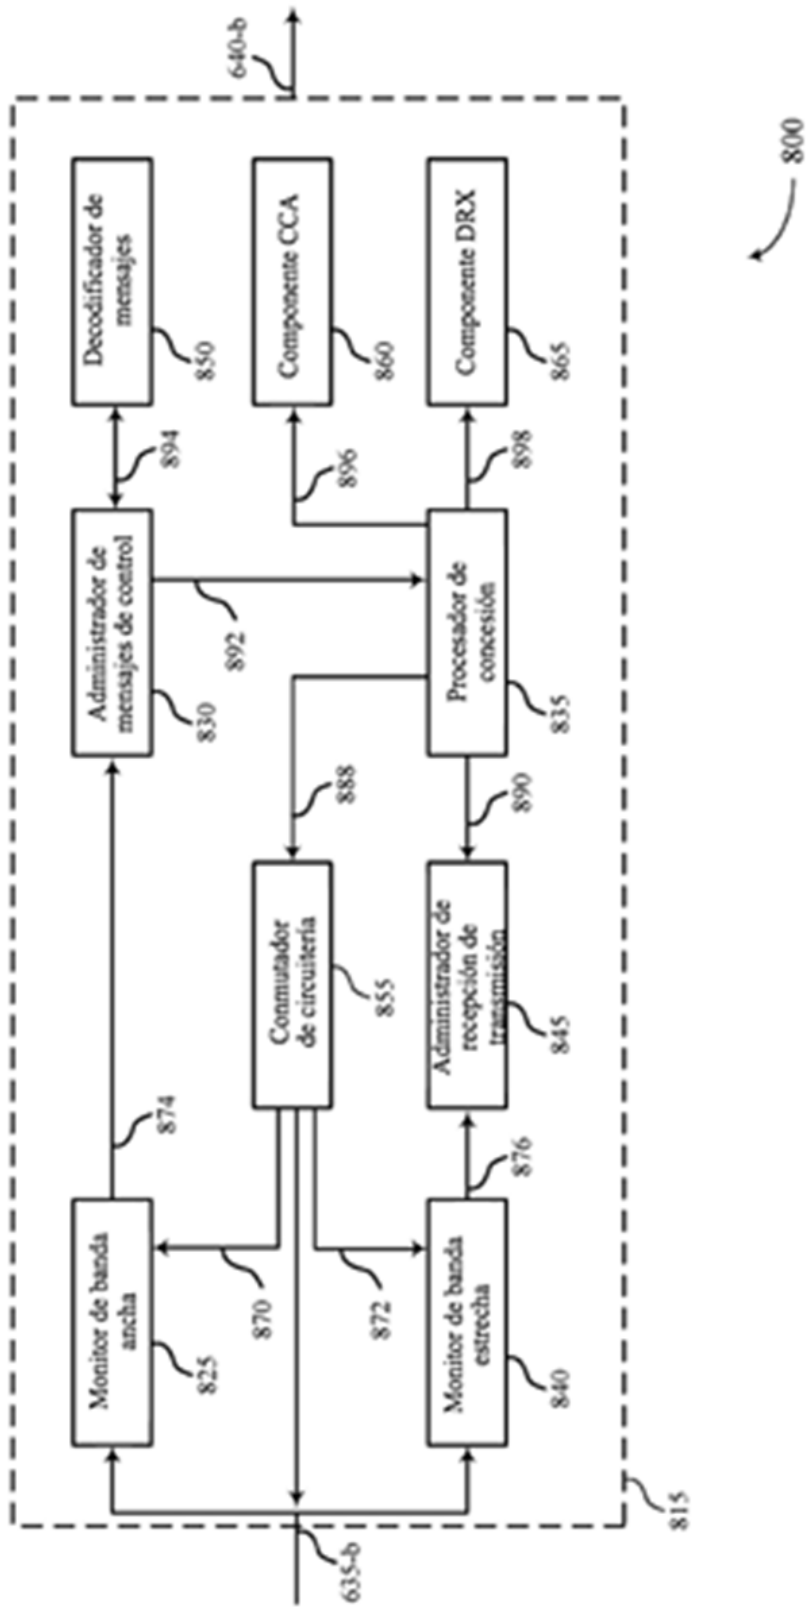 635-b
Monitor de banda
ancha
825
874
Administrador de
mensajes de control
830
894
Decodificador de
mensajes
850
870
872
Conmutador
de circuitería
855
888
892
896
Componente CCA
860
Monitor de banda
estrecha
840
876
Administrador de
recepción de
transmisión
845
890
Procesador de
concesión
835
898
Componente DRX
865
640-b
815
800